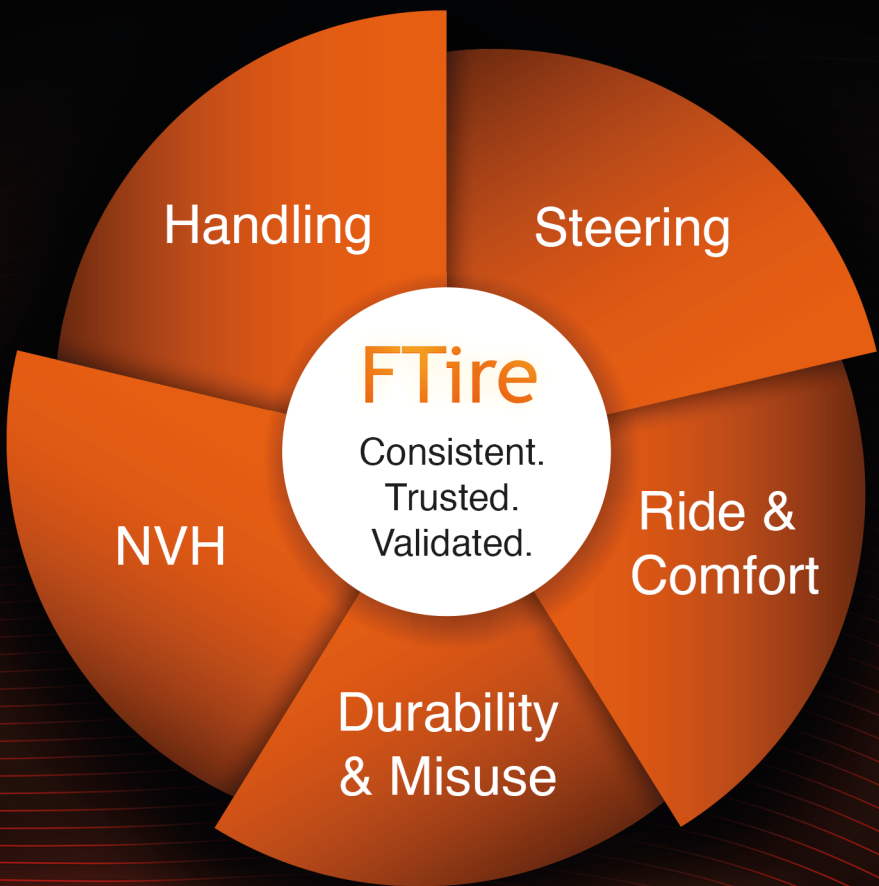 Handling
Steering
FTire
Consistent.
Trusted.
Validated.
Ride &
Comfort
NVH
Durability
& Misuse